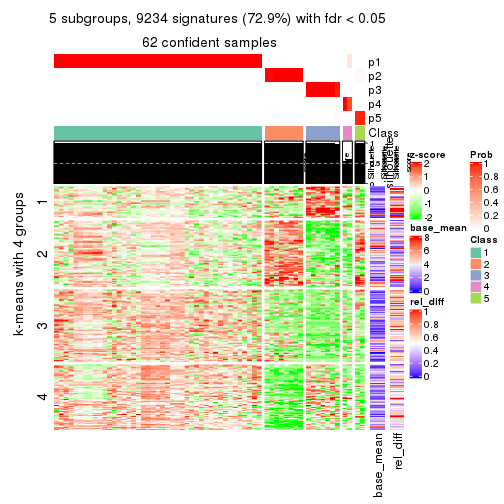 5 subgroups, 9234 signatures (72.9%) with fdr < 0.05
62 confident samples
p1
p2
p3
p4
p5
Class
Silhouette
silhouette
k-means with 4 groups
1
2
3
4
base_mean
rel_diff
z-score
2
1
0
-1
-2
base_mean
8
6
4
2
0
rel_diff
1
0.8
0.6
0.4
0.2
0
Prob
1
0.8
0.6
0.4
0.2
0
Class
1
2
3
4
5